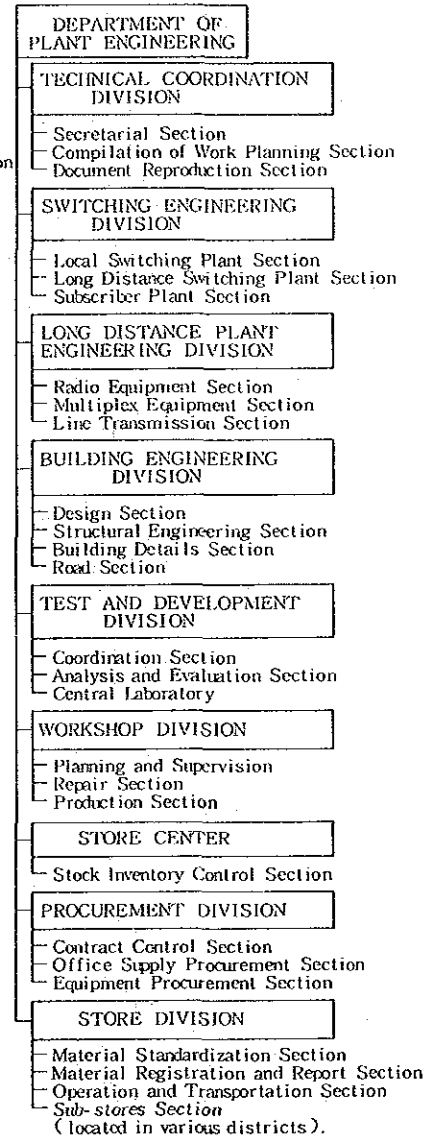 DEPARTMENT OF
PLANT ENGINEERING
TECHNICAL COORDINATION
DIVISION
Secretarial Section
Compilation of Work Planning Section
on
Document Reproduction Section
SWITCHING ENGINEERING
DIVISION
Local Switching Plant Section
Long Distance Switching Plant Section
Subscriber Plant Section
LONG DISTANCE PLANT
ENGINEERING DIVISION
Radio Equipment Section
Multiplex Equipment Section
Line Transmission Section
BUILDING ENGINEERING
DIVISION
Design Section
Structural Engineering Section
Building Details Section
Road Section
TEST AND DEVELOPMENT
DIVISION
Coordination Section
Analysis and Evaluation Section
Central Laboratory
WORKSHOP DIVISION
Planning and Supervision
Repair Section
Production Section
STORE CENTER
Stock Inventory Control Section
PROCUREMENT DIVISION
Contract Control Section
Office Supply Procurement Section
Equipment Procurement Section
STORE DIVISION
Material Standardization Section
Material Registration and Report Section
Operation and Transportation Section
Sub-stores Section
(located in various districts).